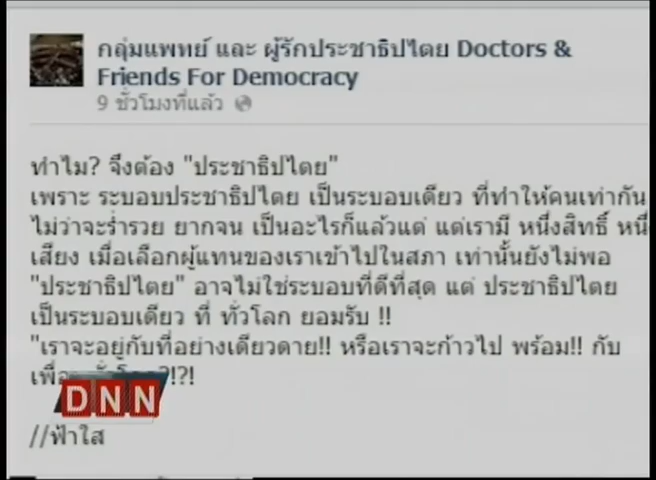 กลุ่มแพทย์ และ ผู้รักประชาธิปไตย Doctors &
Friends For Democracy
9 ชั่วโมงที่แล้ว
ทำไม? จึงต้อง "ประชาธิปไตย"
เพราะ ระบอบประชาธิปไตย เป็นระบอบเดียว ที่ทำให้คนเท่ากัน
ไม่ว่าจะร่ำรวย ยากจน เป็นอะไรก็แล้วแต่ แต่เรามี หนึ่งสิทธิ์
เสียง เมื่อเลือกผู้แทนของเราเข้าไปในสภา เท่านั้นยังไม่พอ
"ประชาธิปไตย" อาจไม่ใช่ระบอบที่ดีที่สุด แต่ ประชาธิปไตย
เป็นระบอบเดียว ที่ ทั่วโลก ยอมรับ !!
"เราจะอยู่กับที่อย่างเดียวดาย!! หรือเราจะก้าวไป พร้อม!! กับ
?!?!
DNN
//ฟ้าใส